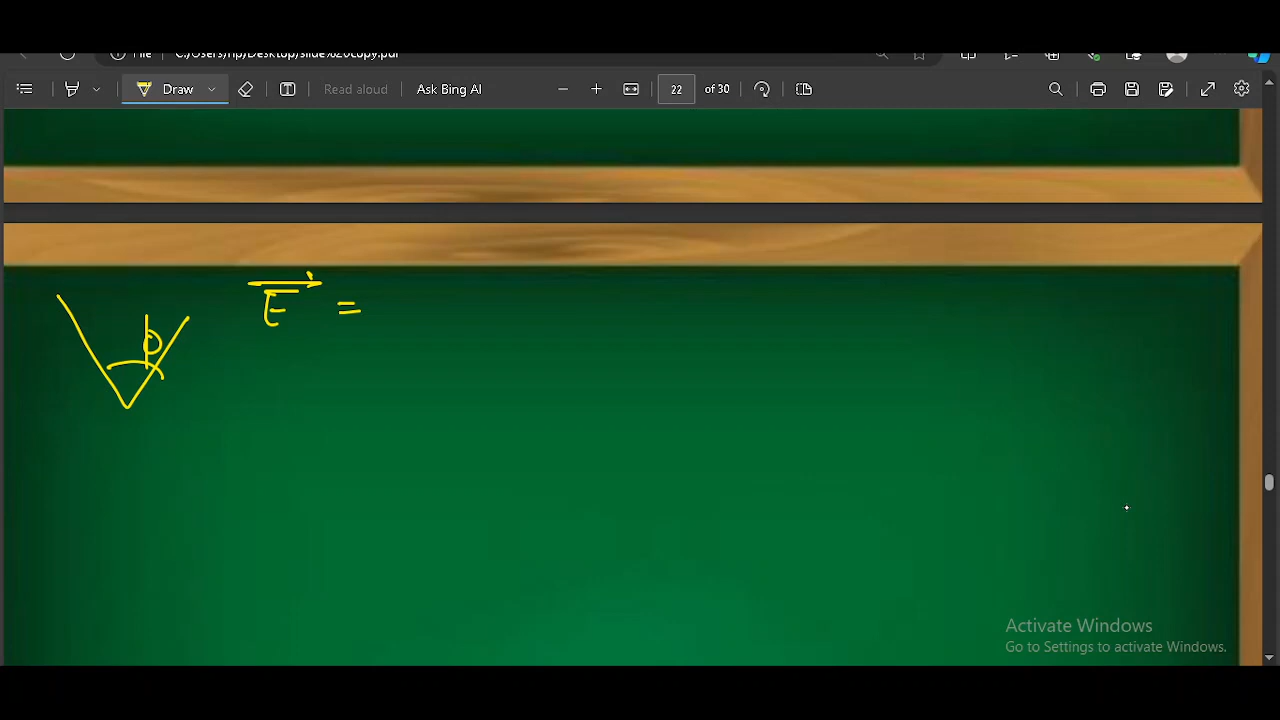 File C:/Users/hp/Desktop/slide%20copy.pdf
Draw Read aloud Ask Bing AI 22 of 30
E =
Activate Windows
Go to Settings to activate Windows.